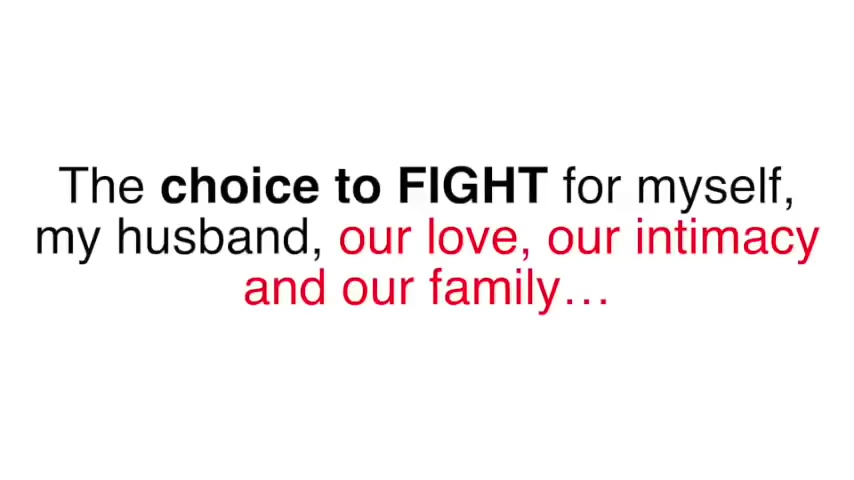 The choice to FIGHT for myself,
my husband, our love, our intimacy
and our family…